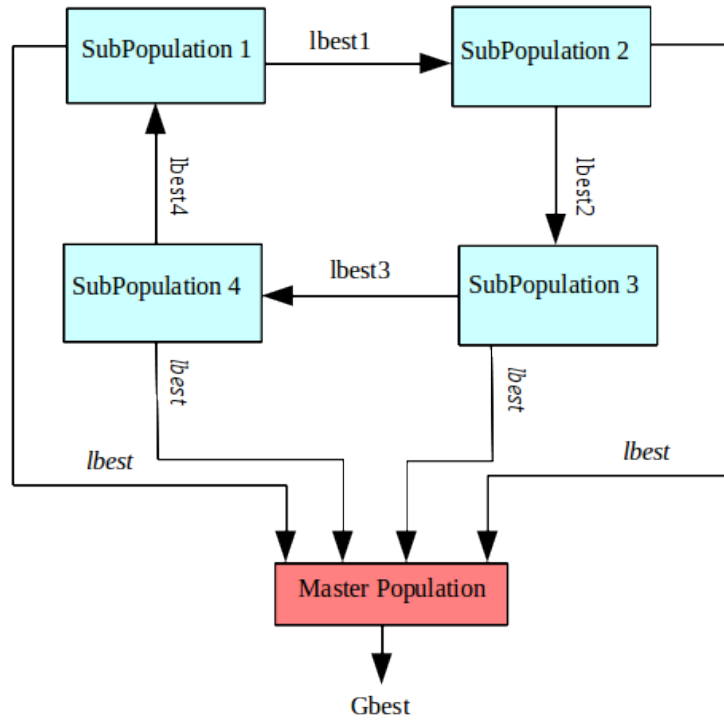 SubPopulation 1
lbest1
SubPopulation 2
lbest4
lbest2
SubPopulation 4
lbest3
SubPopulation 3
lbest
lbest
lbest
lbest
Master Population
Gbest